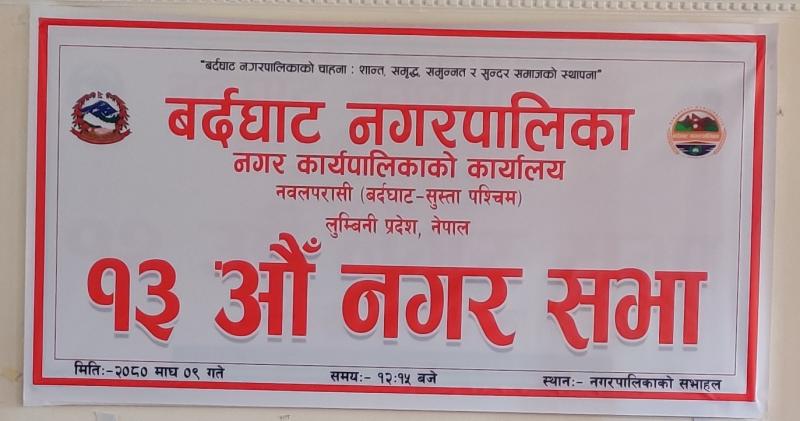 "बर्दघाट नगरपालिकाको चाहना : शान्त, समृद्ध, समुन्नत र सुन्दर समाजको स्थापना"
बर्दघाट नगरपालिका
नगर कार्यपालिकाको कार्यालय
नवलपरासी (बर्दघाट-सुस्ता पश्चिम)
लुम्बिनी प्रदेश, नेपाल
१३ औँ नगर सभा
मितिः-२०८० माघ ०९ गते समयः- १२:१५ बजे स्थानः- नगरपालिकाको सभाहल